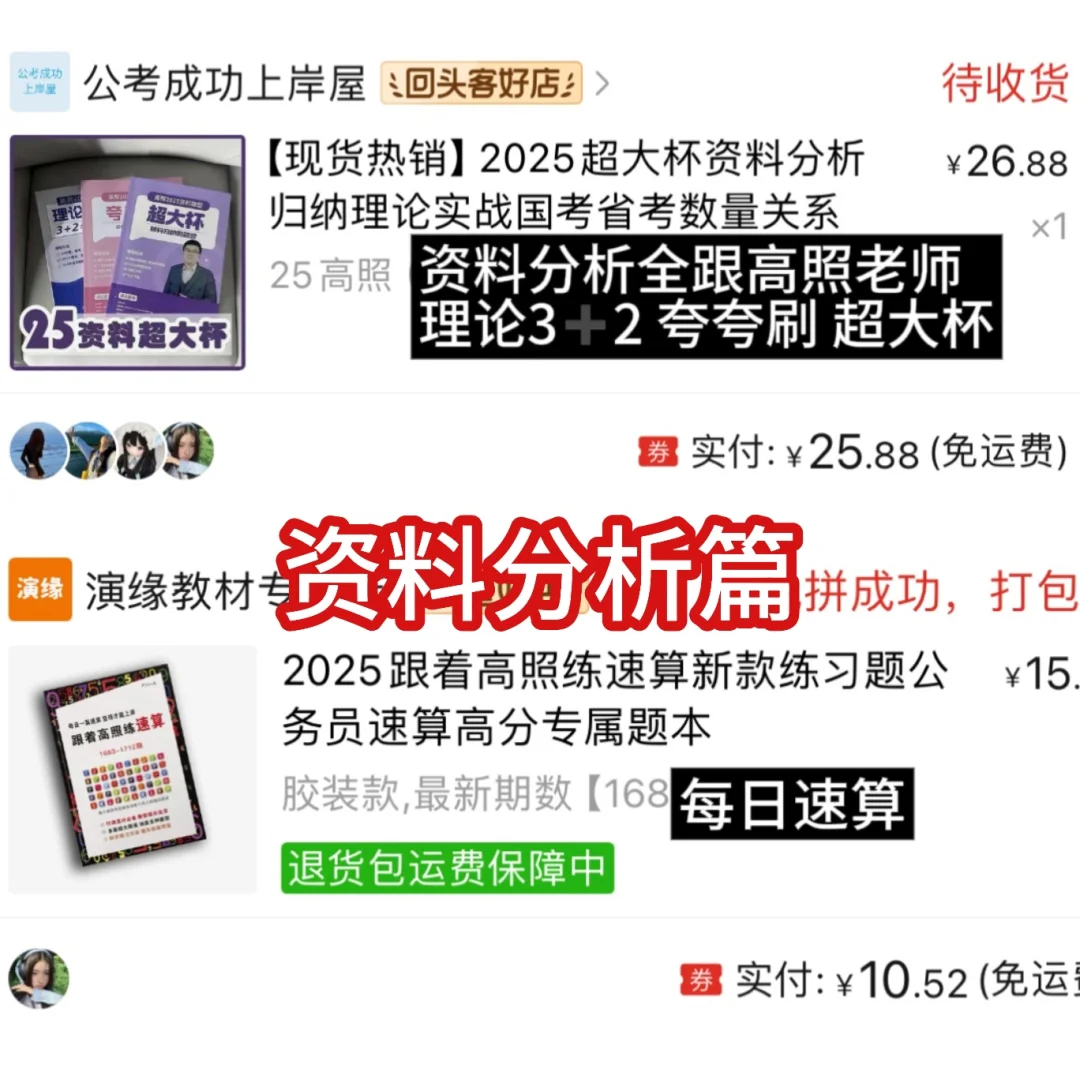 公考成功
上岸屋
公考成功上岸屋 回头客好店 > 待收货
【现货热销】2025超大杯资料分析 ¥26.88
归纳理论实战国考省考数量关系 ×1
25高照
资料分析全跟高照老师
理论3➕2 夸夸刷 超大杯
超大杯
25资料超大杯
券 实付: ¥25.88 (免运费)
资料分析篇
演缘 演缘教材专 拼成功, 打包
2025跟着高照练速算新款练习题公 ¥15.
务员速算高分专属题本
胶装款,最新期数【168
每日速算
跟着高照练速算
退货包运费保障中
券 实付: ¥10.52 (免运费